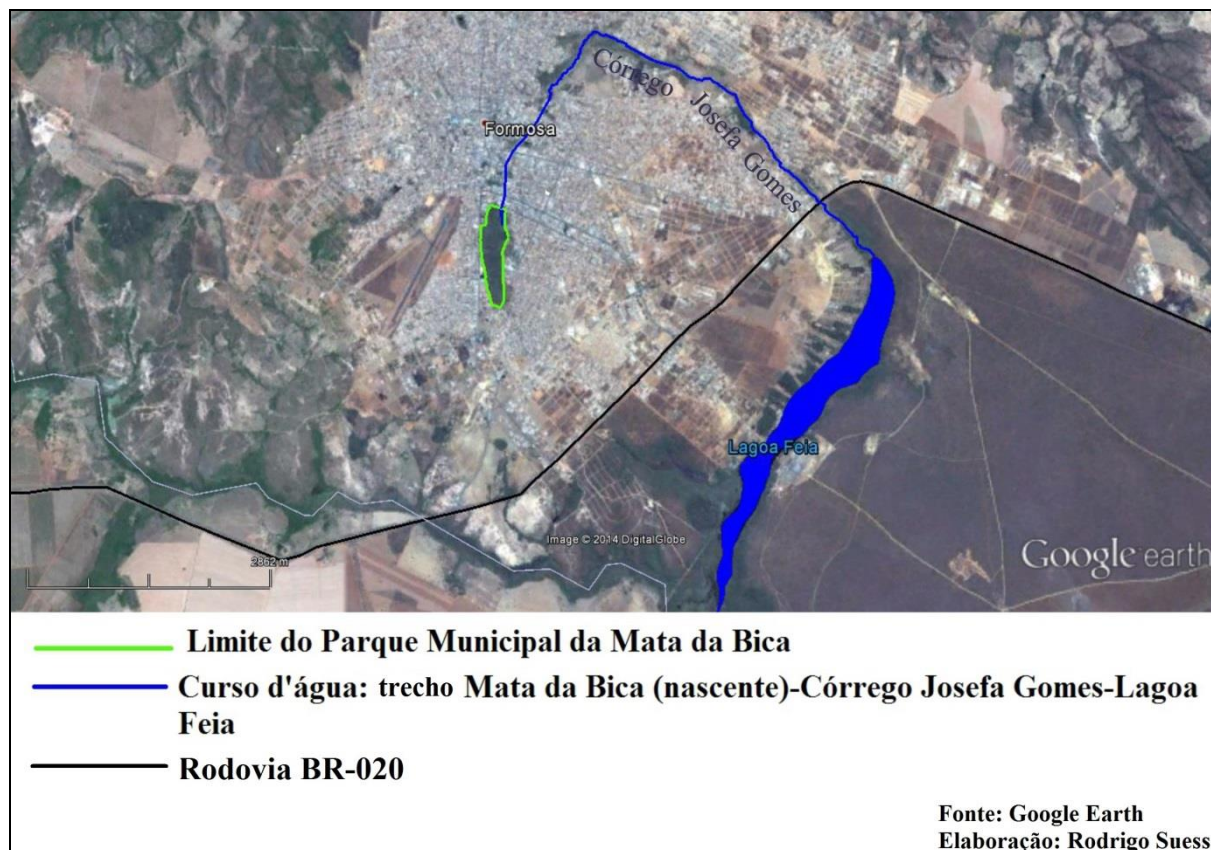 Córrego Josefa Gomes
Formosa
Lagoa Feia
Image © 2014 DigitalGlobe
Google earth
2862 m
Limite do Parque Municipal da Mata da Bica
Curso d'água: trecho Mata da Bica (nascente)-Córrego Josefa Gomes-Lagoa
Feia
Rodovia BR-020
Fonte: Google Earth
Elaboração: Rodrigo Suess